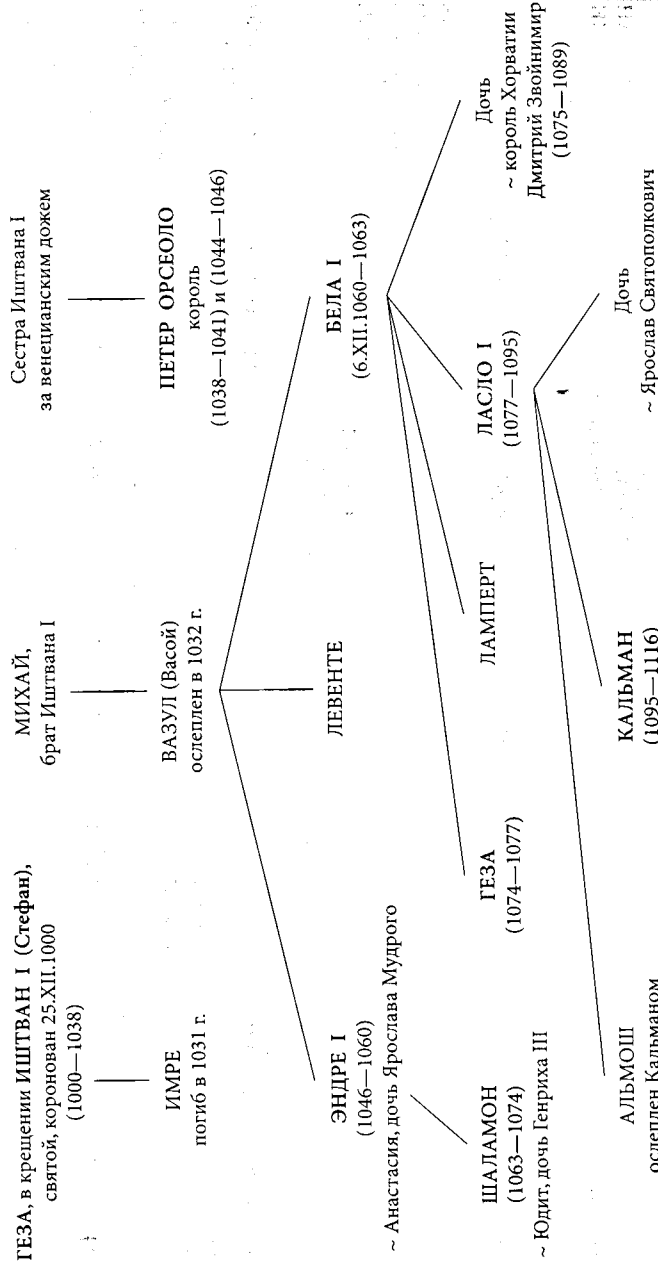 ГЕЗА, в крещении ИШТВАН I (Стефан),
святой, коронован 25.XII.1000
(1000—1038)
МИХАЙ,
брат Иштвана I
Сестра Иштвана I
за венецианским дожем
ИМРЕ
погиб в 1031 г.
ВАЗУЛ (Васой)
ослеплен в 1032 г.
ПЕТЕР ОРСЕОЛО
король
(1038—1041) и (1044—1046)
ЭНДРЕ I
(1046—1060)
~ Анастасия, дочь Ярослава Мудрого
ЛЕВЕНТЕ
БЕЛА I
(6.XII.1060—1063)
ШАЛАМОН
(1063—1074)
~ Юдит, дочь Генриха III
ГЕЗА
(1074—1077)
ЛАМПЕРТ
ЛАСЛО I
(1077—1095)
Дочь
~ король Хорватии
Дмитрий Звойнимир
(1075—1089)
АЛЬМОШ
ослеплен Кальманом
КАЛЬМАН
(1095—1116)
Дочь
~ Ярослав Святополкович